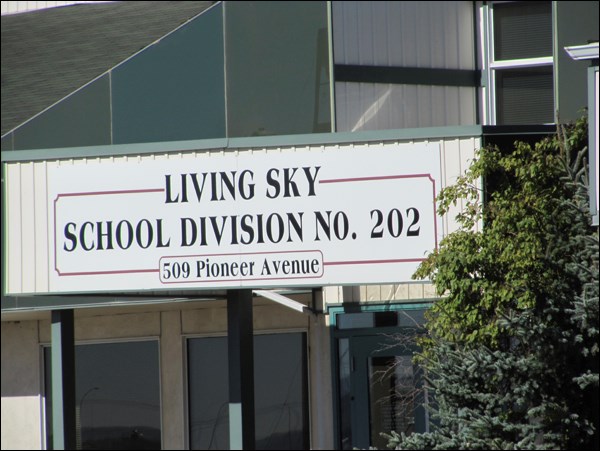 LIVING SKY
SCHOOL DIVISION NO. 202
509 Pioneer Avenue